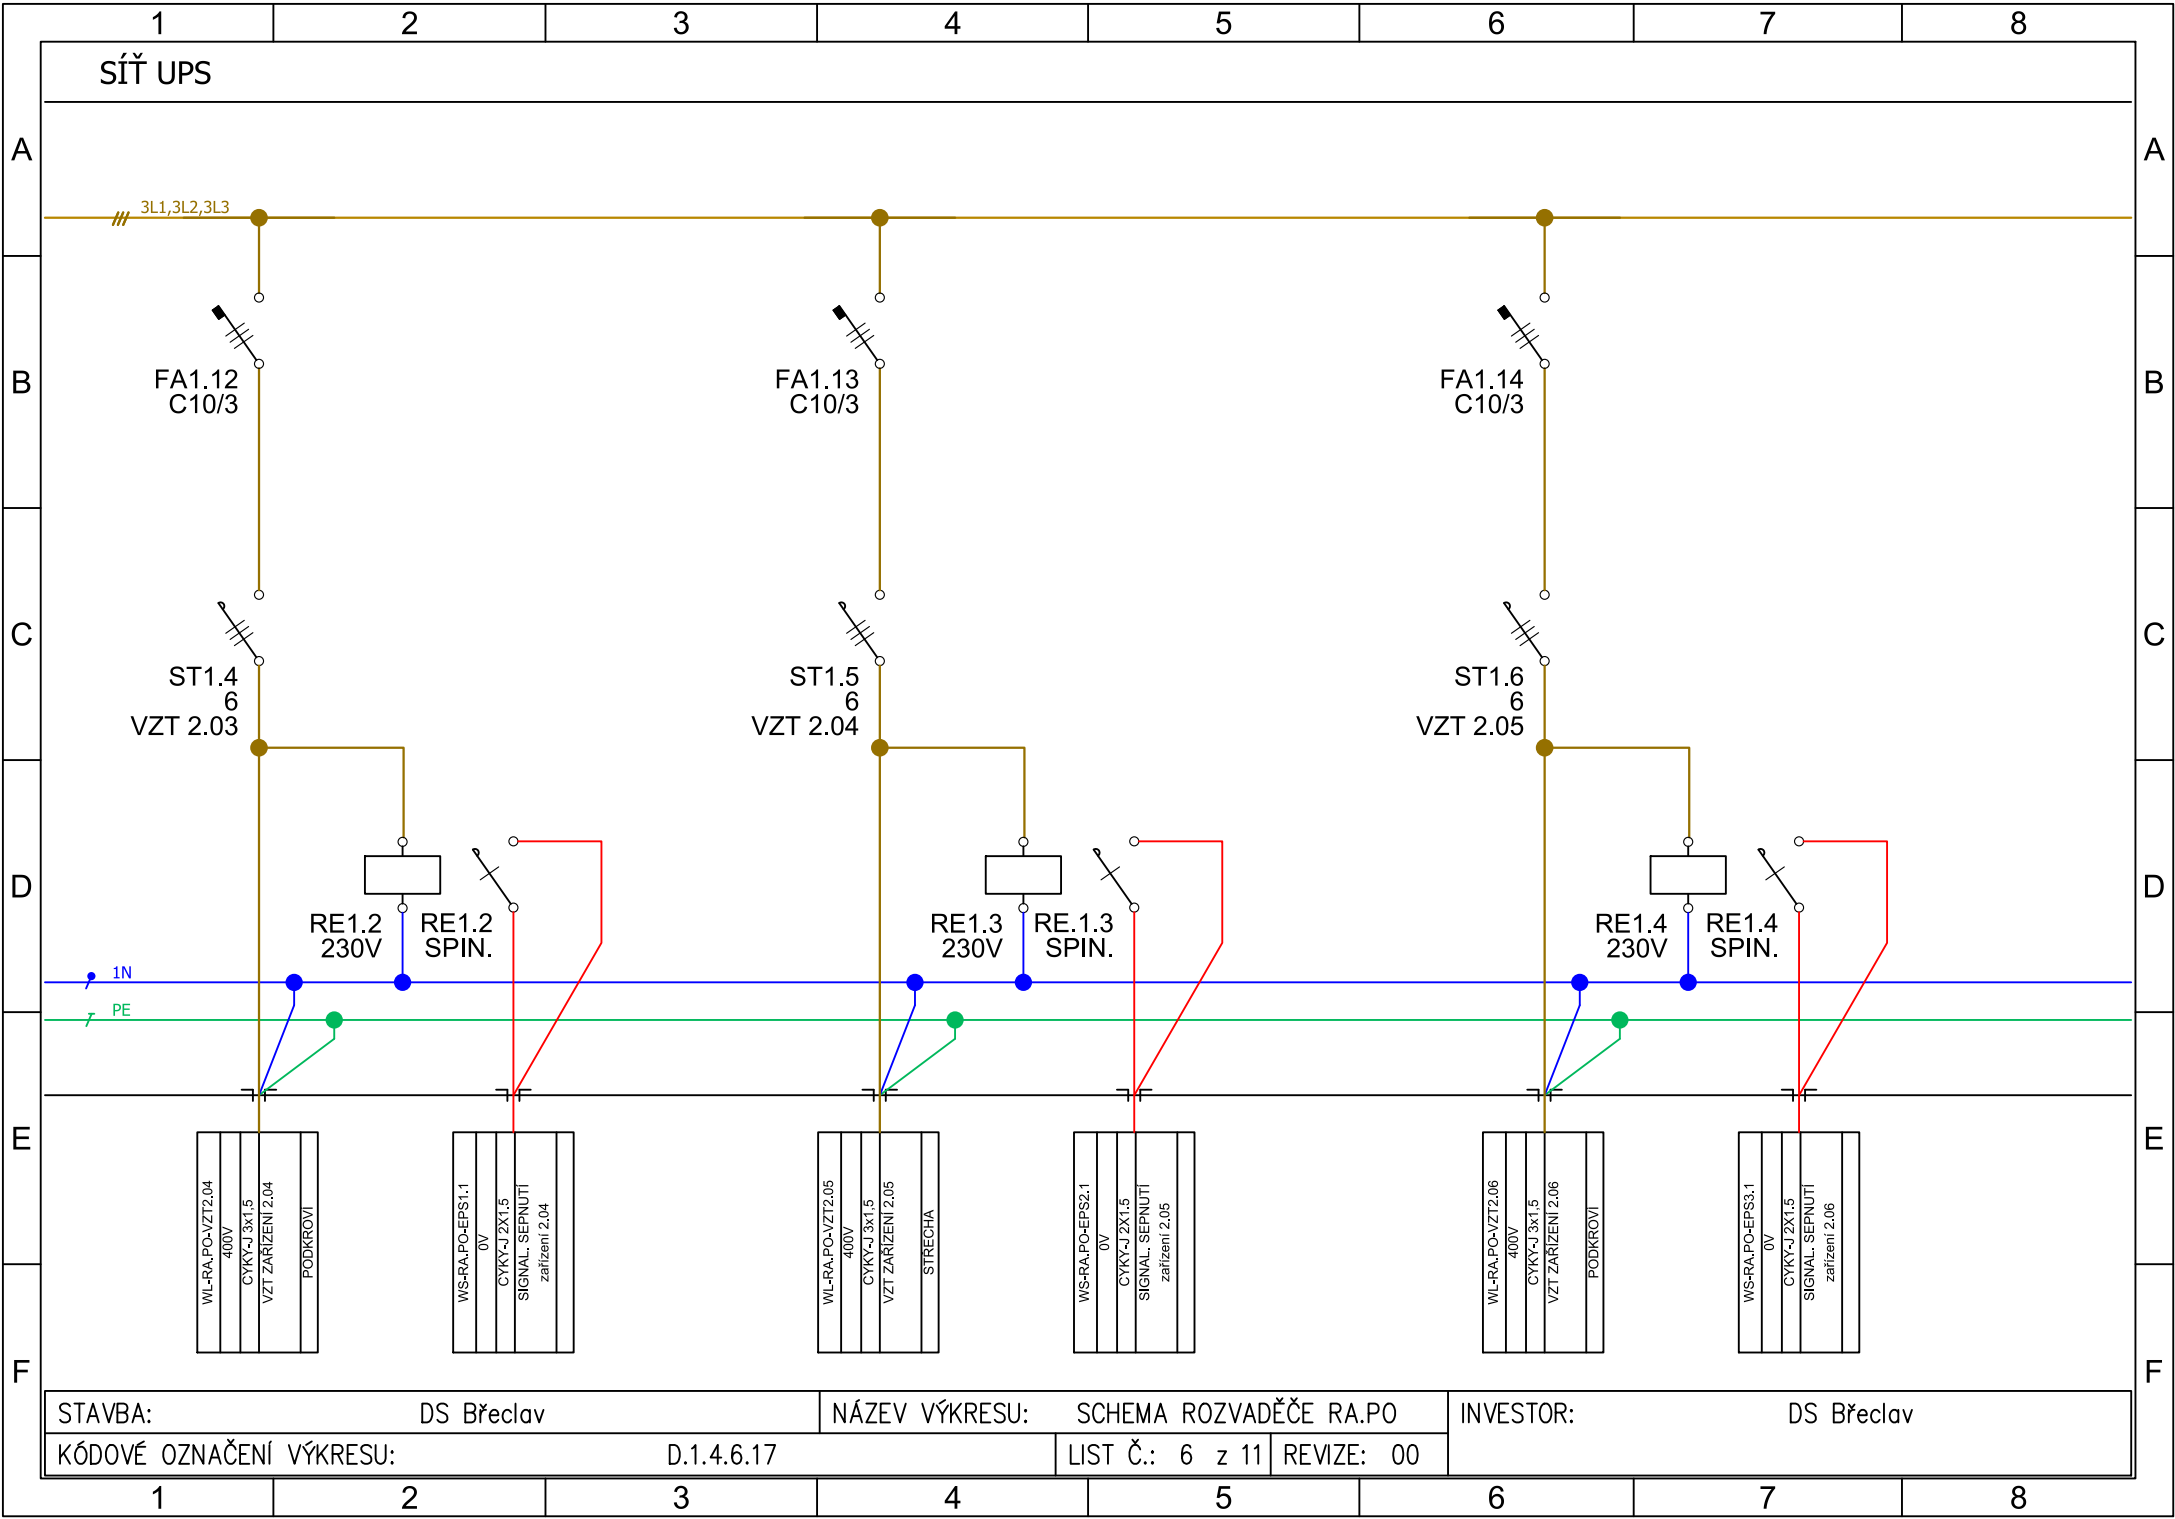 1 2 3 4 5 6 7 8
SÍŤ UPS
A A
3L1,3L2,3L3
B B
FA1.12
C10/3
FA1.13
C10/3
FA1.14
C10/3
C C
ST1.4
6
VZT 2.03
ST1.5
6
VZT 2.04
ST1.6
6
VZT 2.05
D D
RE1.2
230V
RE1.2
SPIN.
RE1.3
230V
RE.1.3
SPIN.
RE1.4
230V
RE1.4
SPIN.
1N
PE
E E
WL-RA.PO-VZT2.04
400V
CYKY-J 3x1,5
VZT ZAŘÍZENÍ 2.04
PODKROVÍ
WS-RA.PO-EPS1.1
0V
CYKY-J 2X1.5
SIGNAL. SEPNUTÍ
zařízení 2.04
WL-RA.PO-VZT2.05
400V
CYKY-J 3x1,5
VZT ZAŘÍZENÍ 2.05
STŘECHA
WS-RA.PO-EPS2.1
0V
CYKY-J 2X1.5
SIGNAL. SEPNUTÍ
zařízení 2.05
WL-RA.PO-VZT2.06
400V
CYKY-J 3x1,5
VZT ZAŘÍZENÍ 2.06
PODKROVÍ
WS-RA.PO-EPS3.1
0V
CYKY-J 2X1.5
SIGNAL. SEPNUTÍ
zařízení 2.06
F F
STAVBA: DS Břeclav
NÁZEV VÝKRESU: SCHEMA ROZVADĚČE RA.PO
INVESTOR: DS Břeclav
KÓDOVÉ OZNAČENÍ VÝKRESU: D.1.4.6.17
LIST Č.: 6 z 11
REVIZE: 00
1 2 3 4 5 6 7 8